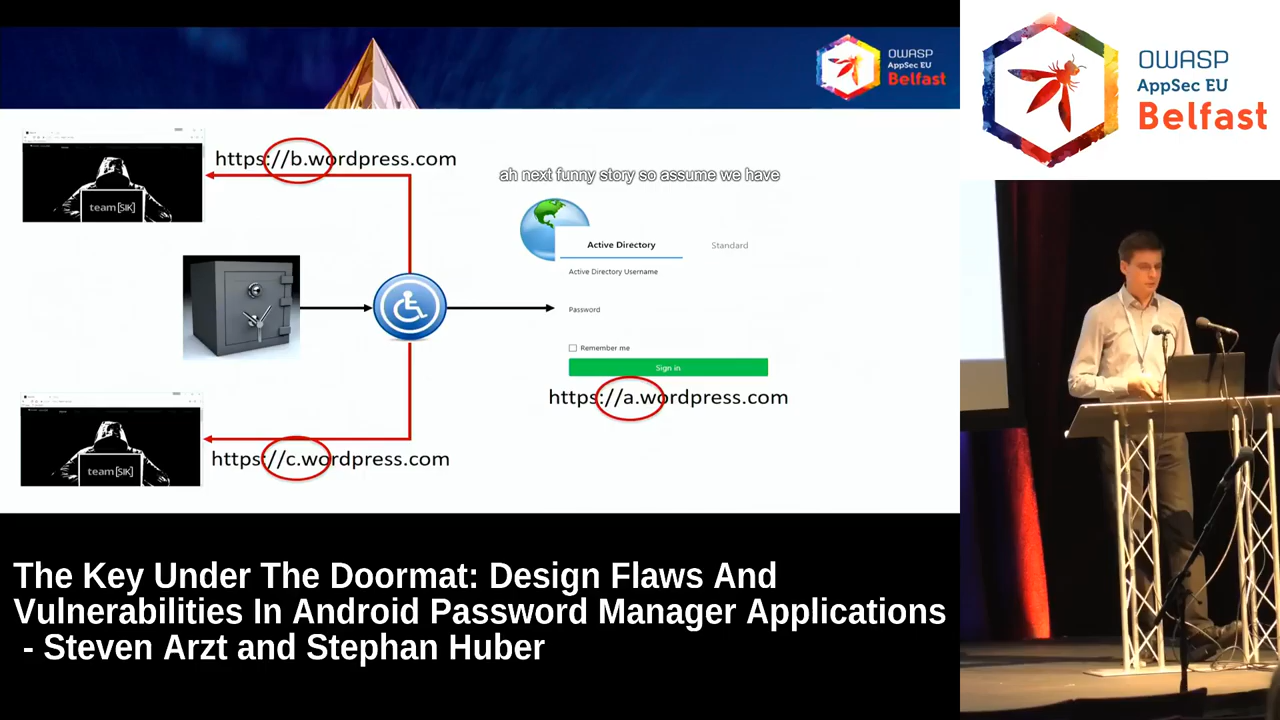 OWASP
AppSec EU
Belfast
OWASP
AppSec EU
Belfast
https://b.wordpress.com
ah next funny story so assume we have
team [SIK]
Active Directory
Standard
Active Directory Username
Password
Remember me
Sign in
https://a.wordpress.com
team [SIK]
https://c.wordpress.com
The Key Under The Doormat: Design Flaws And
Vulnerabilities In Android Password Manager Applications
- Steven Arzt and Stephan Huber